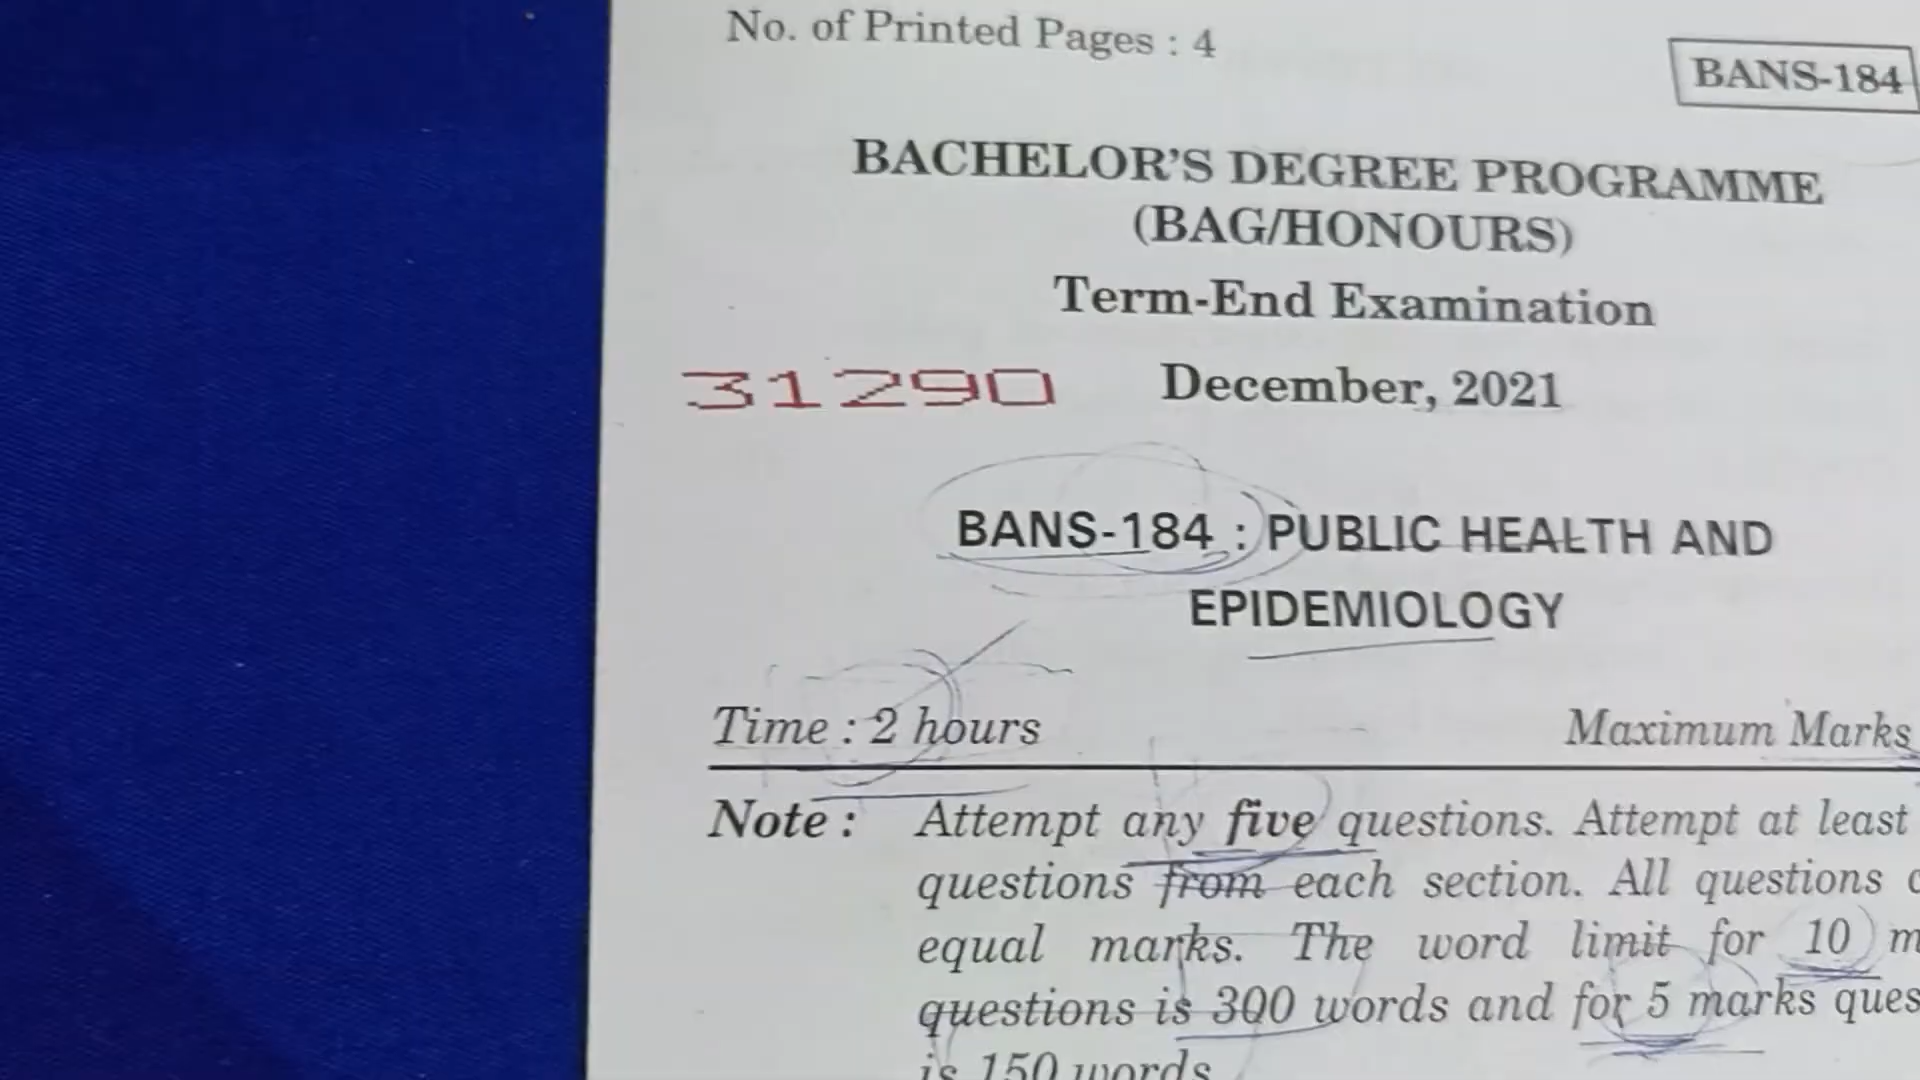 No. of Printed Pages : 4
BANS-184
BACHELOR'S DEGREE PROGRAMME
(BAG/HONOURS)
Term-End Examination
31290 December, 2021
BANS-184 : PUBLIC HEALTH AND
EPIDEMIOLOGY
Time : 2 hours Maximum Marks
Note : Attempt any five questions. Attempt at least
questions from each section. All questions
equal marks. The word limit for 10
questions is 300 words and for 5 marks
is 150 words